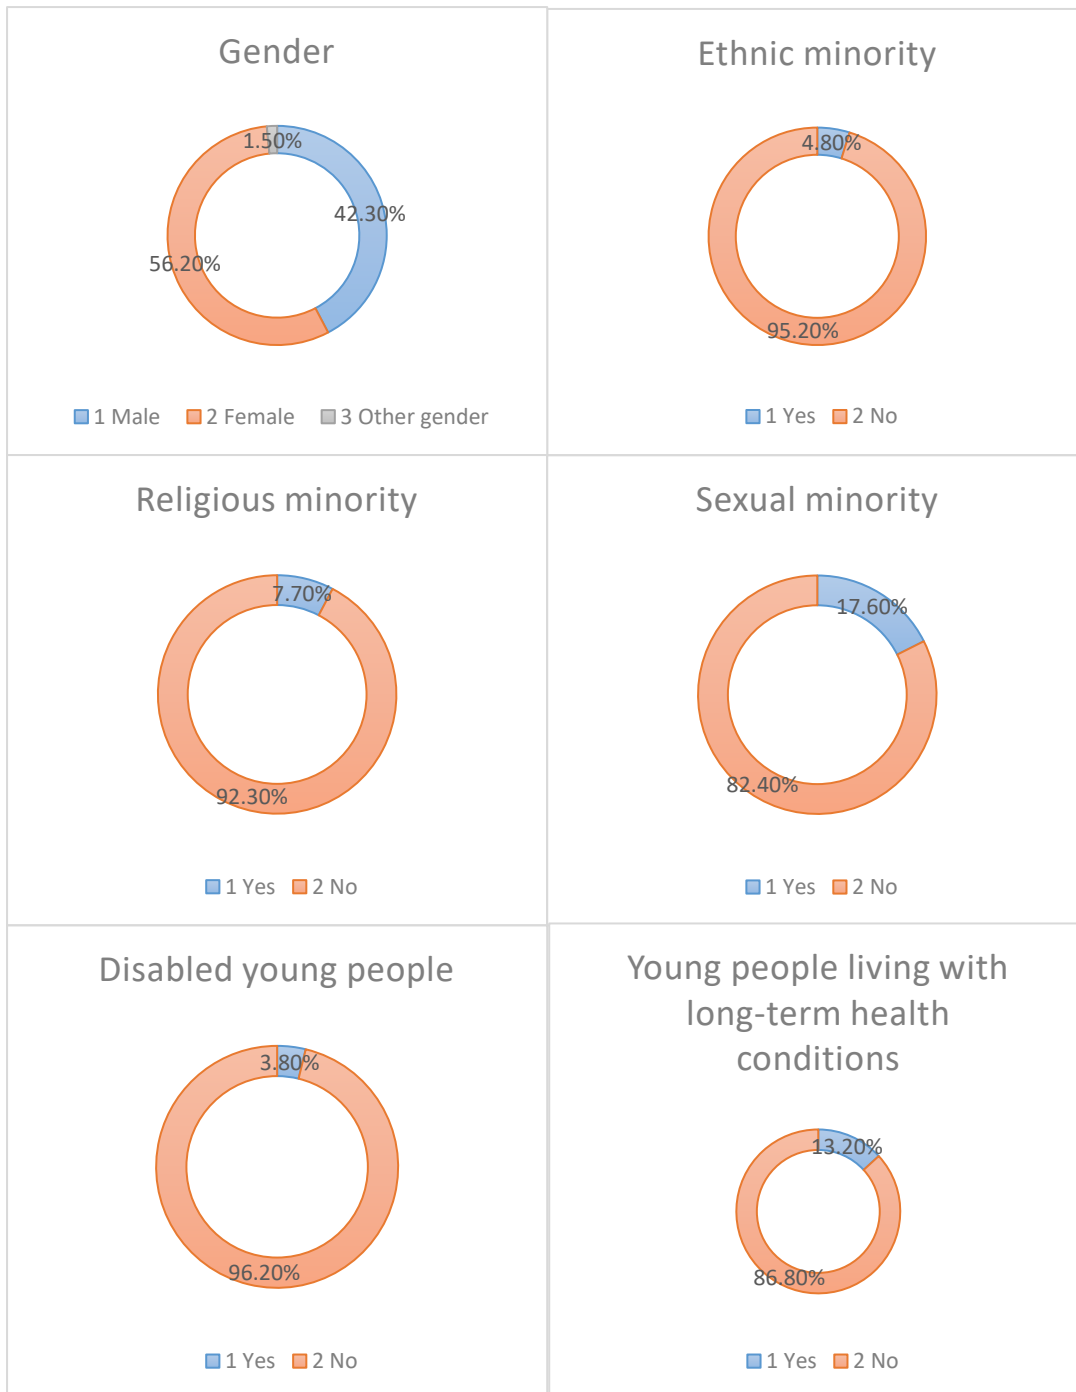 Gender
1.50%
42.30%
56.20%
1 Male 2 Female 3 Other gender
Ethnic minority
4.80%
95.20%
1 Yes 2 No
Religious minority
7.70%
92.30%
1 Yes 2 No
Sexual minority
17.60%
82.40%
1 Yes 2 No
Disabled young people
3.80%
96.20%
1 Yes 2 No
Young people living with
long-term health
conditions
13.20%
86.80%
1 Yes 2 No